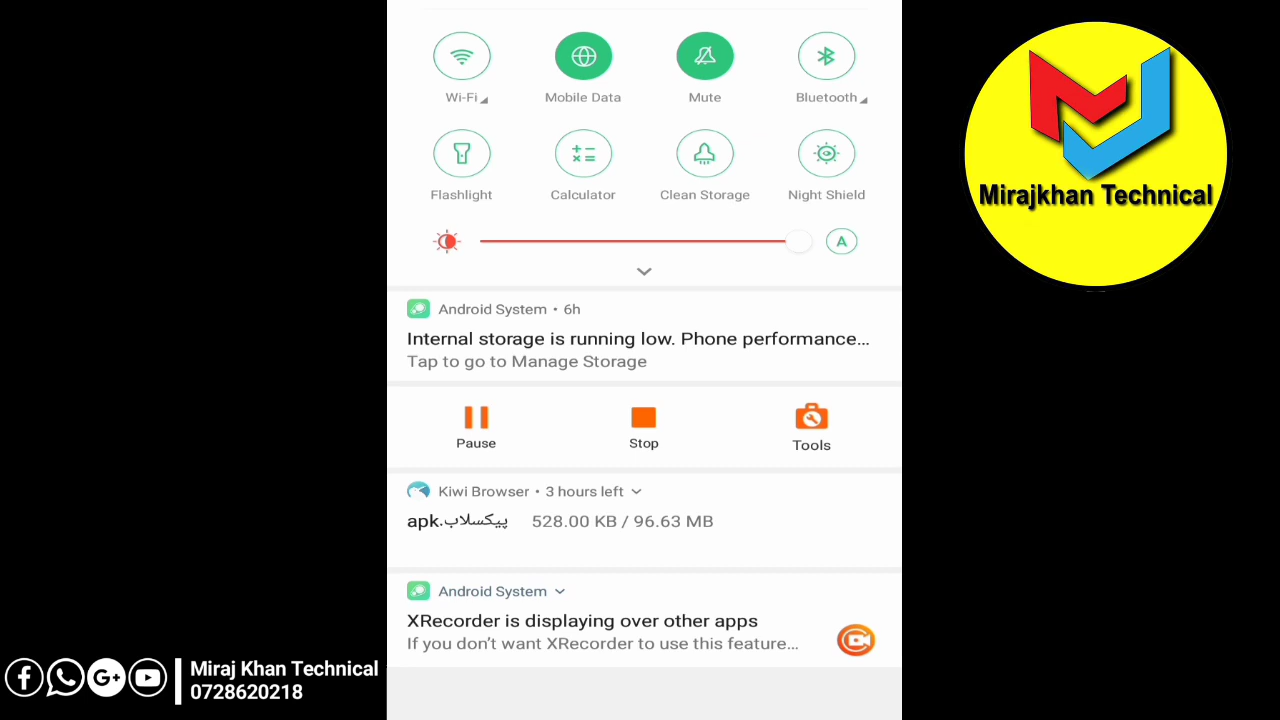 Wi-Fi
Mobile Data
Mute
Bluetooth
Flashlight
Calculator
Clean Storage
Night Shield
A
Android System • 6h
Internal storage is running low. Phone performance...
Tap to go to Manage Storage
Pause
Stop
Tools
Kiwi Browser • 3 hours left
پیکسلاب.apk 528.00 KB / 96.63 MB
Android System
XRecorder is displaying over other apps
If you don’t want XRecorder to use this feature...
Mirajkhan Technical
Miraj Khan Technical
0728620218